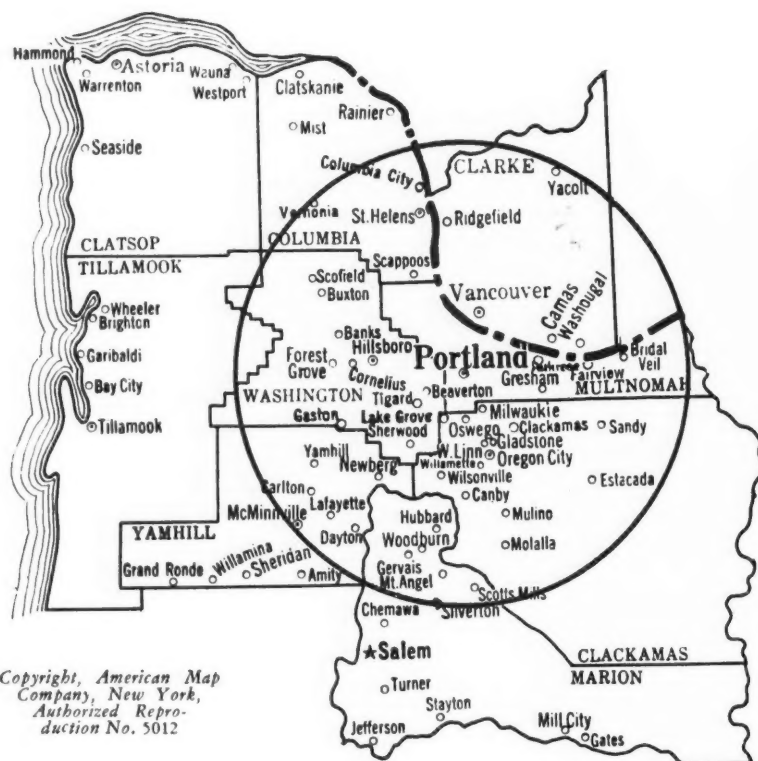 Hammond
Astoria
Warrenton
Wauna
Westport
Clatskanie
Rainier
Mist
Seaside
Columbia City
CLARKE
Yacolt
Vernonia
St. Helens
Ridgefield
CLATSOP
COLUMBIA
TILLAMOOK
Scappoos
Scofield
Buxton
Vancouver
Wheeler
Brighton
Camas
Washougal
Banks
Hillsboro
Garibaldi
Forest
Grove
Portland
Bridal
Veil
Cornelius
Gresham
Fairview
Bay City
WASHINGTON
Tigard
Beaverton
MULTNOMAH
Gaston
Lake Grove
Milwaukie
Tillamook
Sherwood
Oswego
Clackamas
Sandy
Gladstone
W. Linn
Oregon City
Yamhill
Newberg
Willamette
Wilsonville
Estacada
Carlton
Canby
Lafayette
McMinnville
Hubbard
Mulino
YAMHILL
Dayton
Woodburn
Molalla
Grand Ronde
Willamina
Sheridan
Amity
Gervais
Mt. Angel
Scotts Mills
Silverton
Chemawa
Salem
CLACKAMAS
MARION
Turner
Stayton
Mill City
Jefferson
Gates
Copyright, American Map
Company, New York,
Authorized Repro-
duction No. 5012